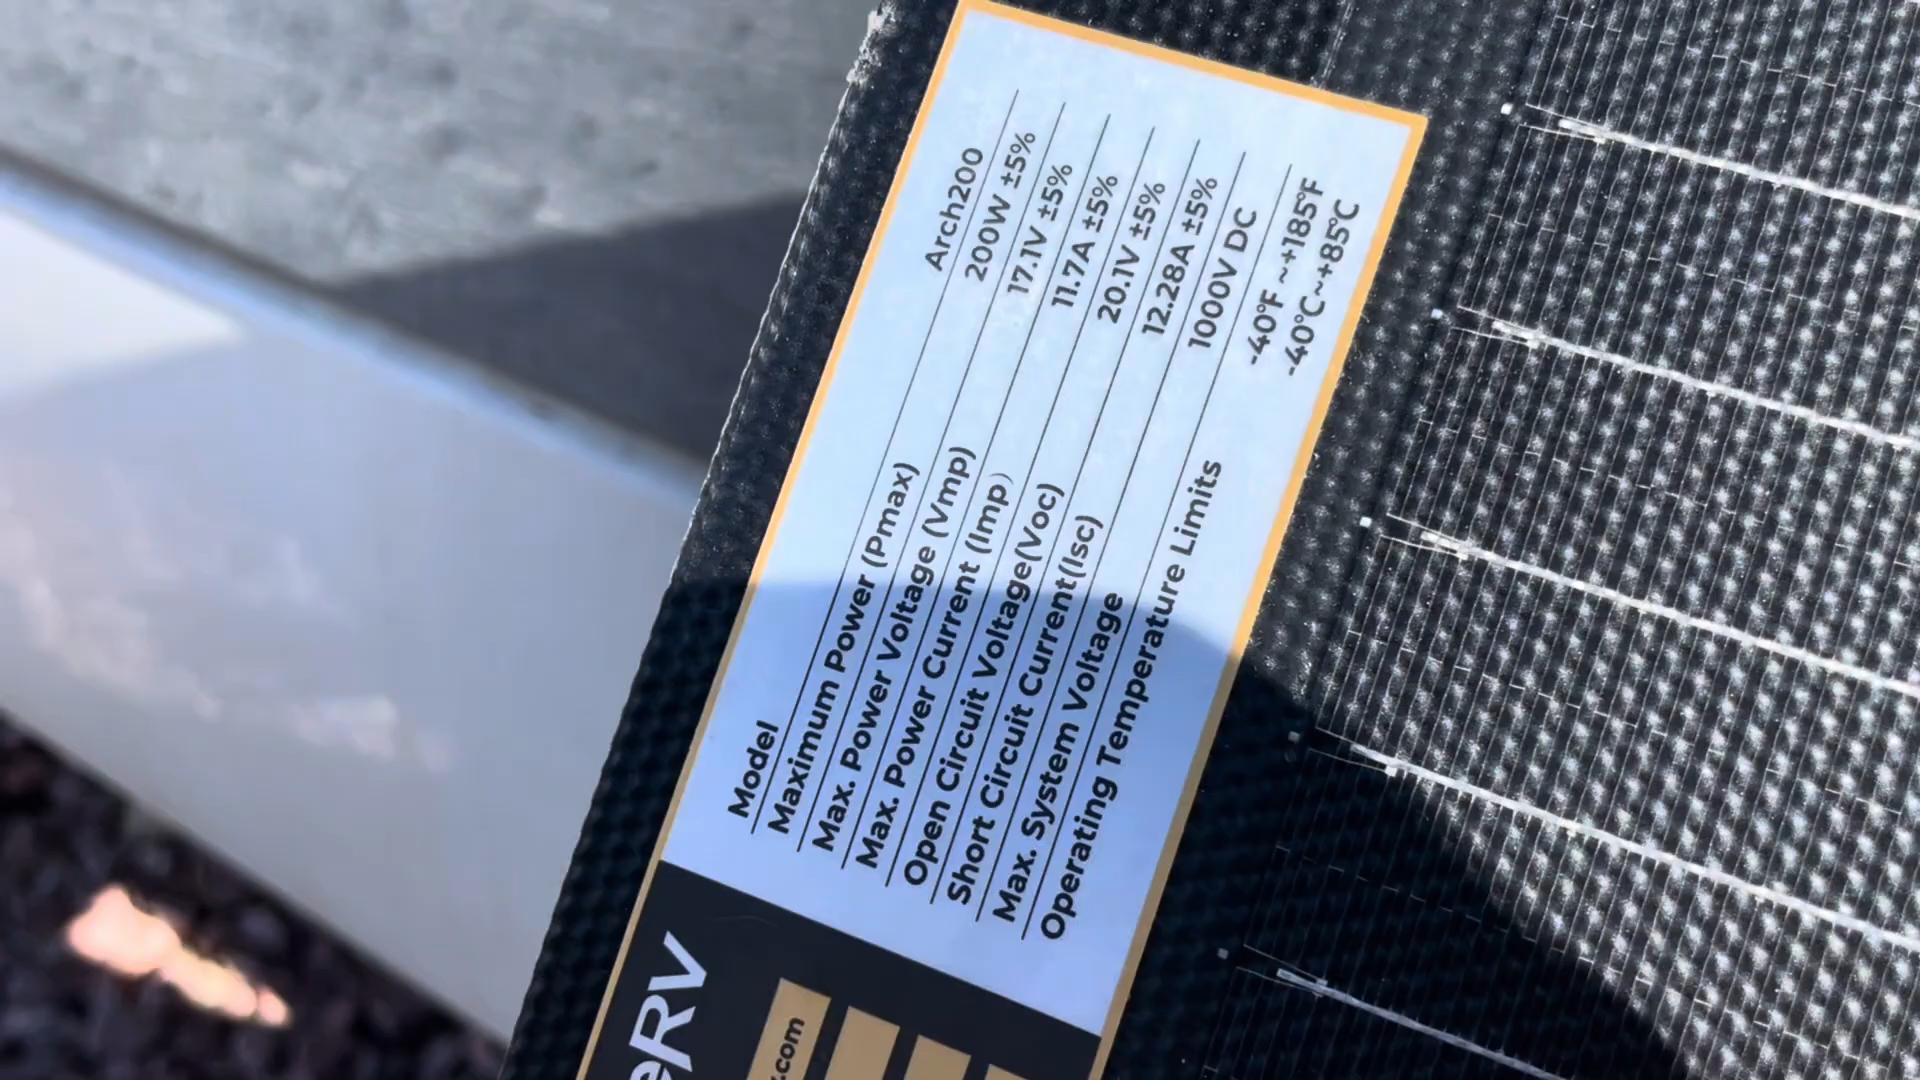 Model Arch200
Maximum Power (Pmax) 200W ±5%
Max. Power Voltage (Vmp) 17.1V ±5%
Max. Power Current (Imp) 11.7A ±5%
Open Circuit Voltage(Voc) 20.1V ±5%
Short Circuit Current(Isc) 12.28A ±5%
Max. System Voltage 1000V DC
Operating Temperature Limits -40°F ~+185°F
-40°C~+85°C
eRV
.com